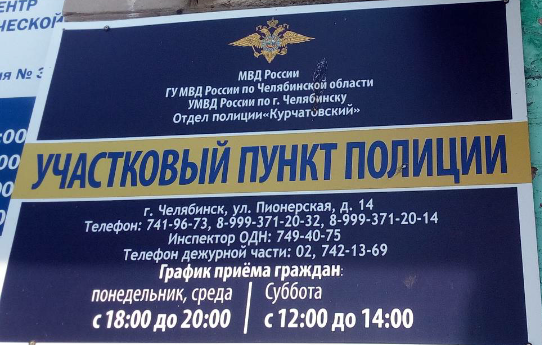 ЕНТР
ЧЕСКОЙ
ия № 3
:00
:00
:00
МВД России
ГУ МВД России по Челябинской области
УМВД России по г. Челябинску
Отдел полиции«Курчатовский»
УЧАСТКОВЫЙ ПУНКТ ПОЛИЦИИ
г. Челябинск, ул. Пионерская, д. 14
Телефон: 741-96-73, 8-999-371-20-32, 8-999-371-20-14
Инспектор ОДН: 749-40-75
Телефон дежурной части: 02, 742-13-69
График приёма граждан:
понедельник, среда | Суббота
с 18:00 до 20:00 | с 12:00 до 14:00